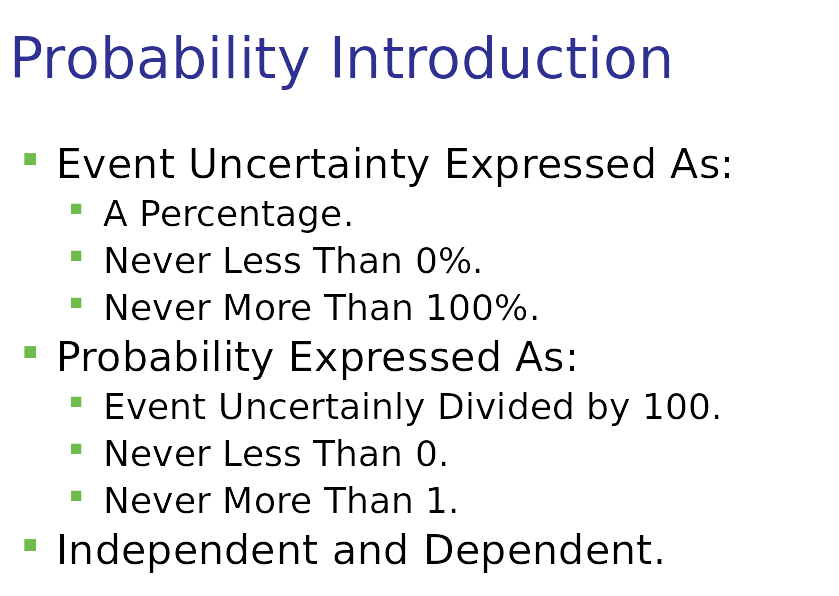 Probability Introduction
Event Uncertainty Expressed As:
A Percentage.
Never Less Than 0%.
Never More Than 100%.
Probability Expressed As:
Event Uncertainly Divided by 100.
Never Less Than 0.
Never More Than 1.
Independent and Dependent.